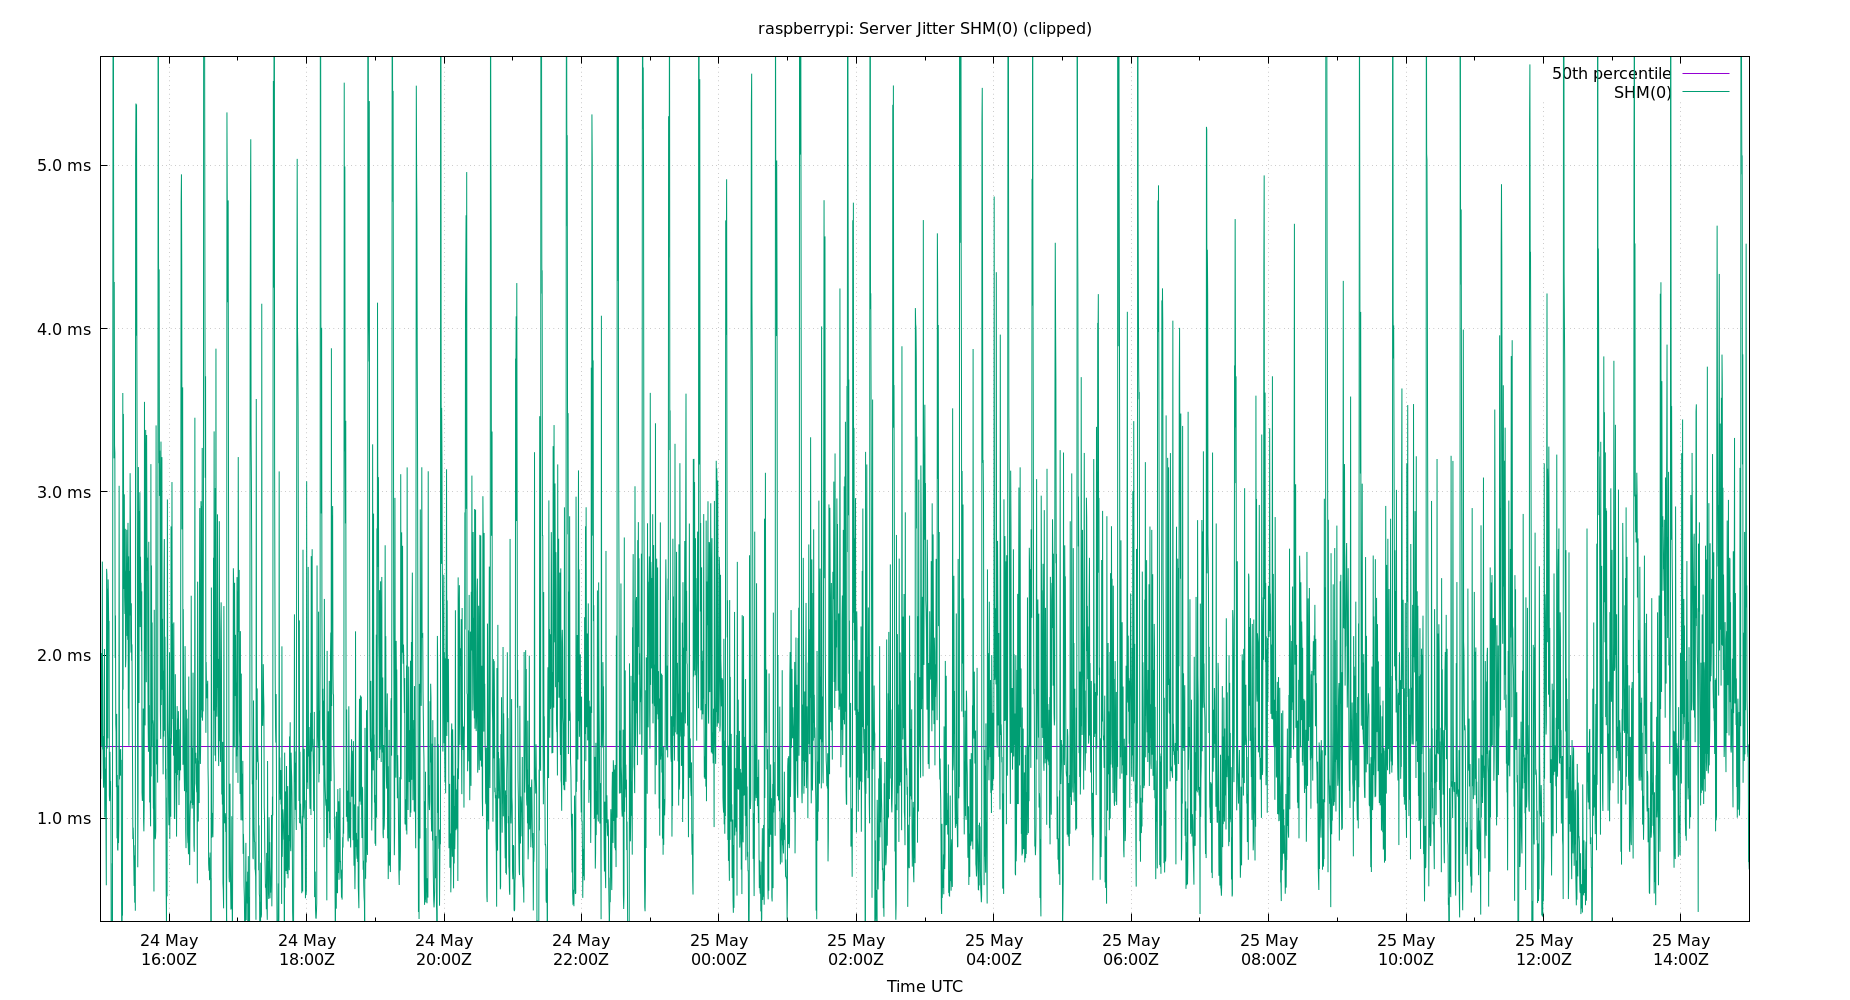 raspberrypi: Server Jitter SHM(0) (clipped)
50th percentile
SHM(0)
5.0 ms
4.0 ms
3.0 ms
2.0 ms
1.0 ms
24 May 24 May 24 May 24 May 25 May 25 May 25 May 25 May 25 May 25 May 25 May 25 May
16:00Z 18:00Z 20:00Z 22:00Z 00:00Z 02:00Z 04:00Z 06:00Z 08:00Z 10:00Z 12:00Z 14:00Z
Time UTC